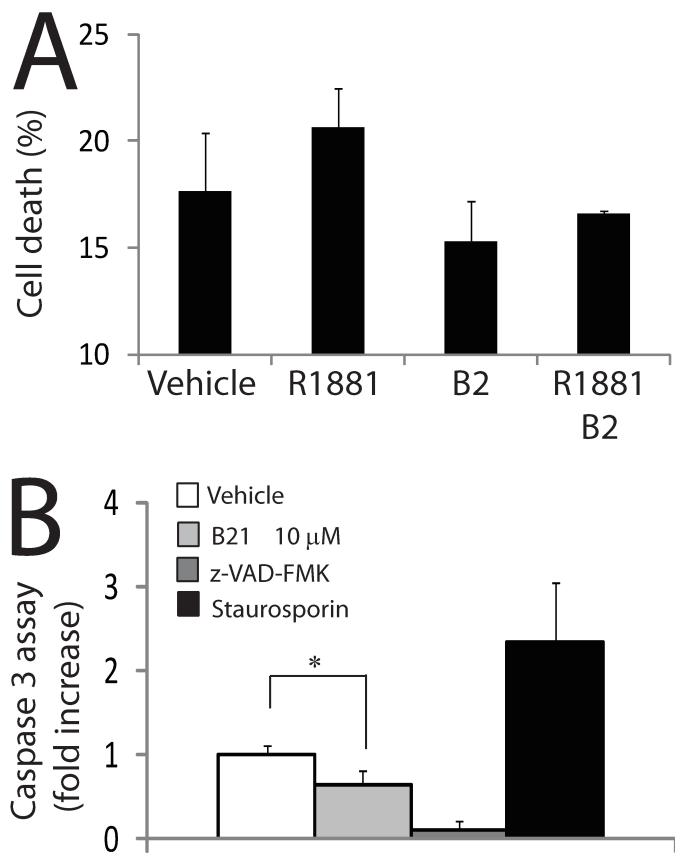 A
Cell death (%)
25
20
15
10
Vehicle
R1881
B2
R1881
B2
B
Caspase 3 assay
(fold increase)
4
3
2
1
0
Vehicle
B21 10 μM
z-VAD-FMK
Staurosporin
*